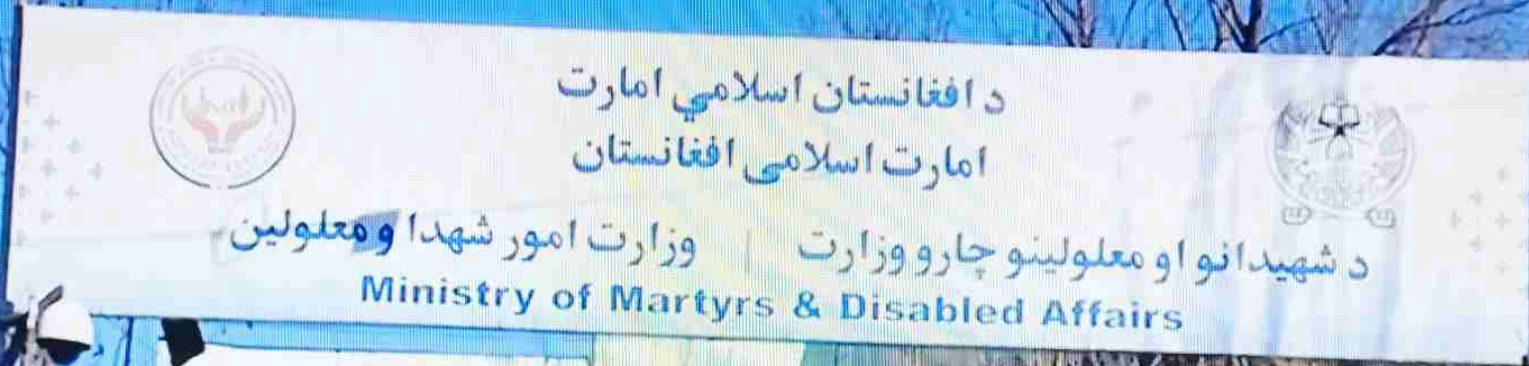 د افغانستان اسلامي امارت
امارت اسلامی افغانستان
د شهیدانو او معلولینو چارو وزارت | وزارت امور شهدا و معلولین
Ministry of Martyrs & Disabled Affairs